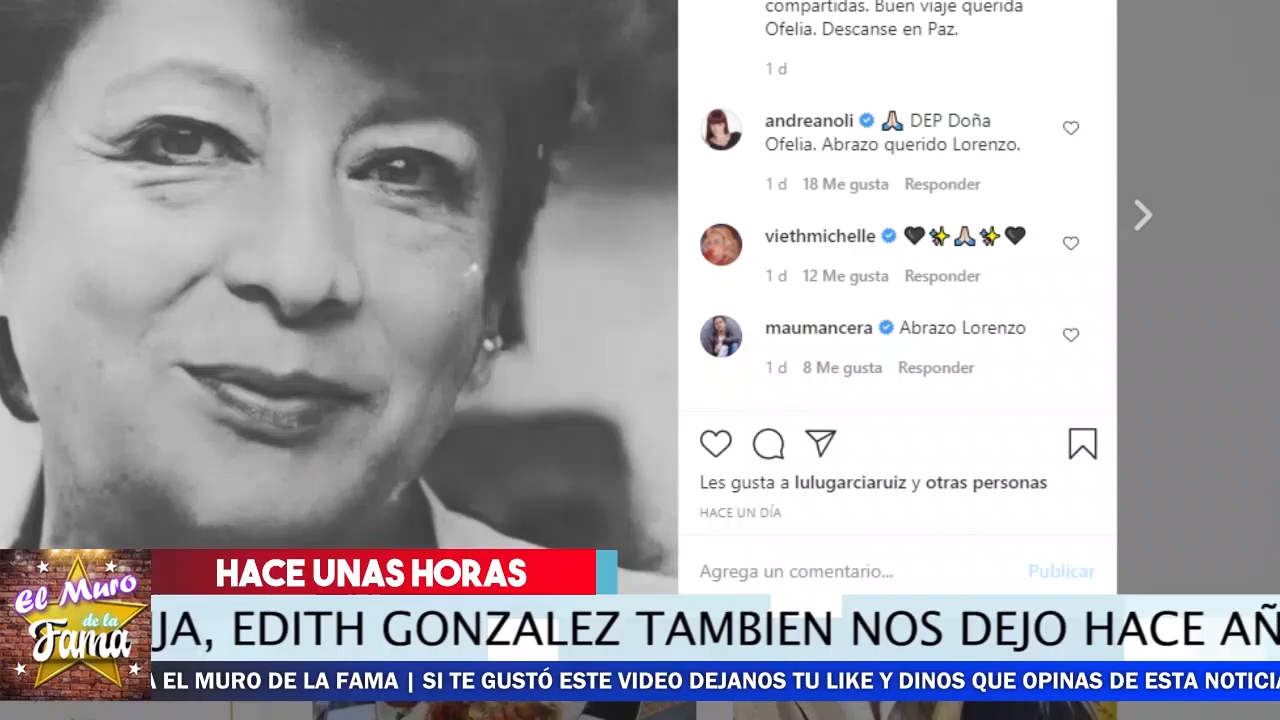 compartidas. Buen viaje querida
Ofelia. Descanse en Paz.
1 d
andreanoli 🙏🏻 DEP Doña
Ofelia. Abrazo querido Lorenzo.
1 d 18 Me gusta Responder
viethmichelle 🖤✨🙏🏻✨🖤
1 d 12 Me gusta Responder
maumancera Abrazo Lorenzo
1 d 8 Me gusta Responder
Les gusta a lulugarciaruiz y otras personas
HACE UN DÍA
Agrega un comentario... Publicar
HACE UNAS HORAS
El Muro
de la
Fama
JA, EDITH GONZALEZ TAMBIEN NOS DEJO HACE AÑ
EL MURO DE LA FAMA | SI TE GUSTÓ ESTE VIDEO DEJANOS TU LIKE Y DINOS QUE OPINAS DE ESTA NOTICIA